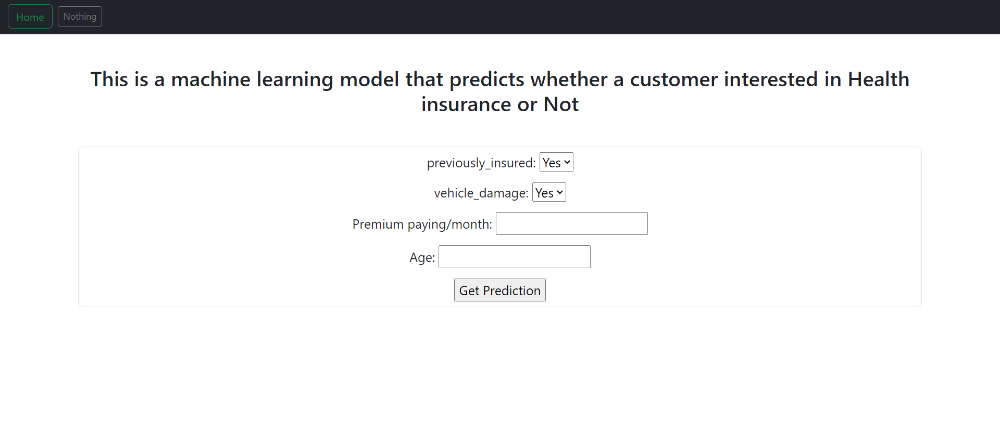 Home Nothing
This is a machine learning model that predicts whether a customer interested in Health
insurance or Not
previously_insured: Yes
vehicle_damage: Yes
Premium paying/month:
Age:
Get Prediction